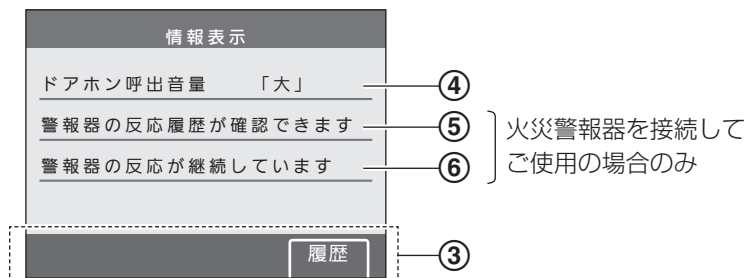 情報表示
ドアホン呼出音量 「大」 ④
警報器の反応履歴が確認できます ⑤
警報器の反応が継続しています ⑥
火災警報器を接続して
ご使用の場合のみ
履歴 ③